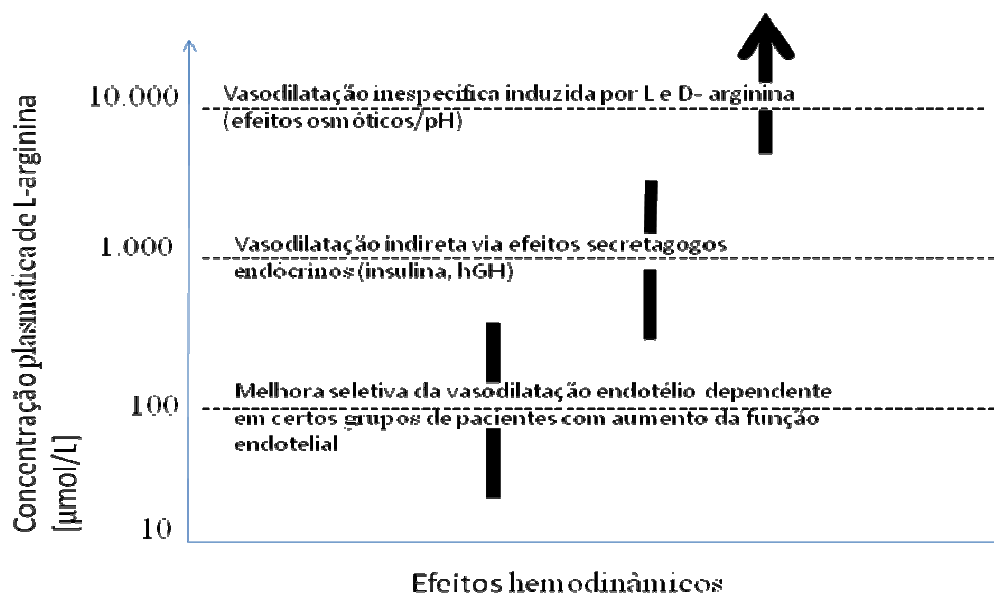 10.000
Vasodilatação inespecífica induzida por L e D- arginina
(efeitos osmóticos/pH)
1.000
Vasodilatação indireta via efeitos secretagogos
endócrinos (insulina, hGH)
100
Melhora seletiva da vasodilatação endotélio dependente
em certos grupos de pacientes com aumento da função
endotelial
10
Concentração plasmática de L-arginina
[µmol/L]
Efeitos hemodinâmicos